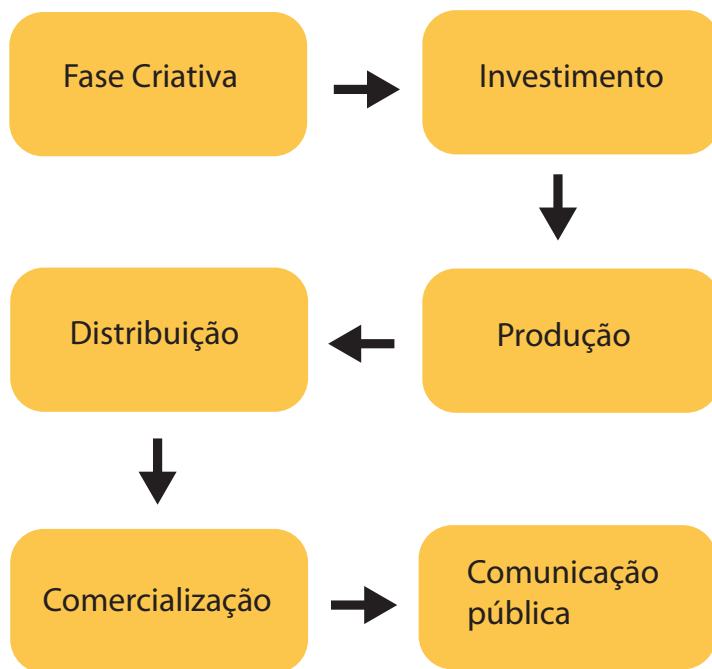 Fase Criativa
Investimento
Distribuição
Produção
Comercialização
Comunicação
pública